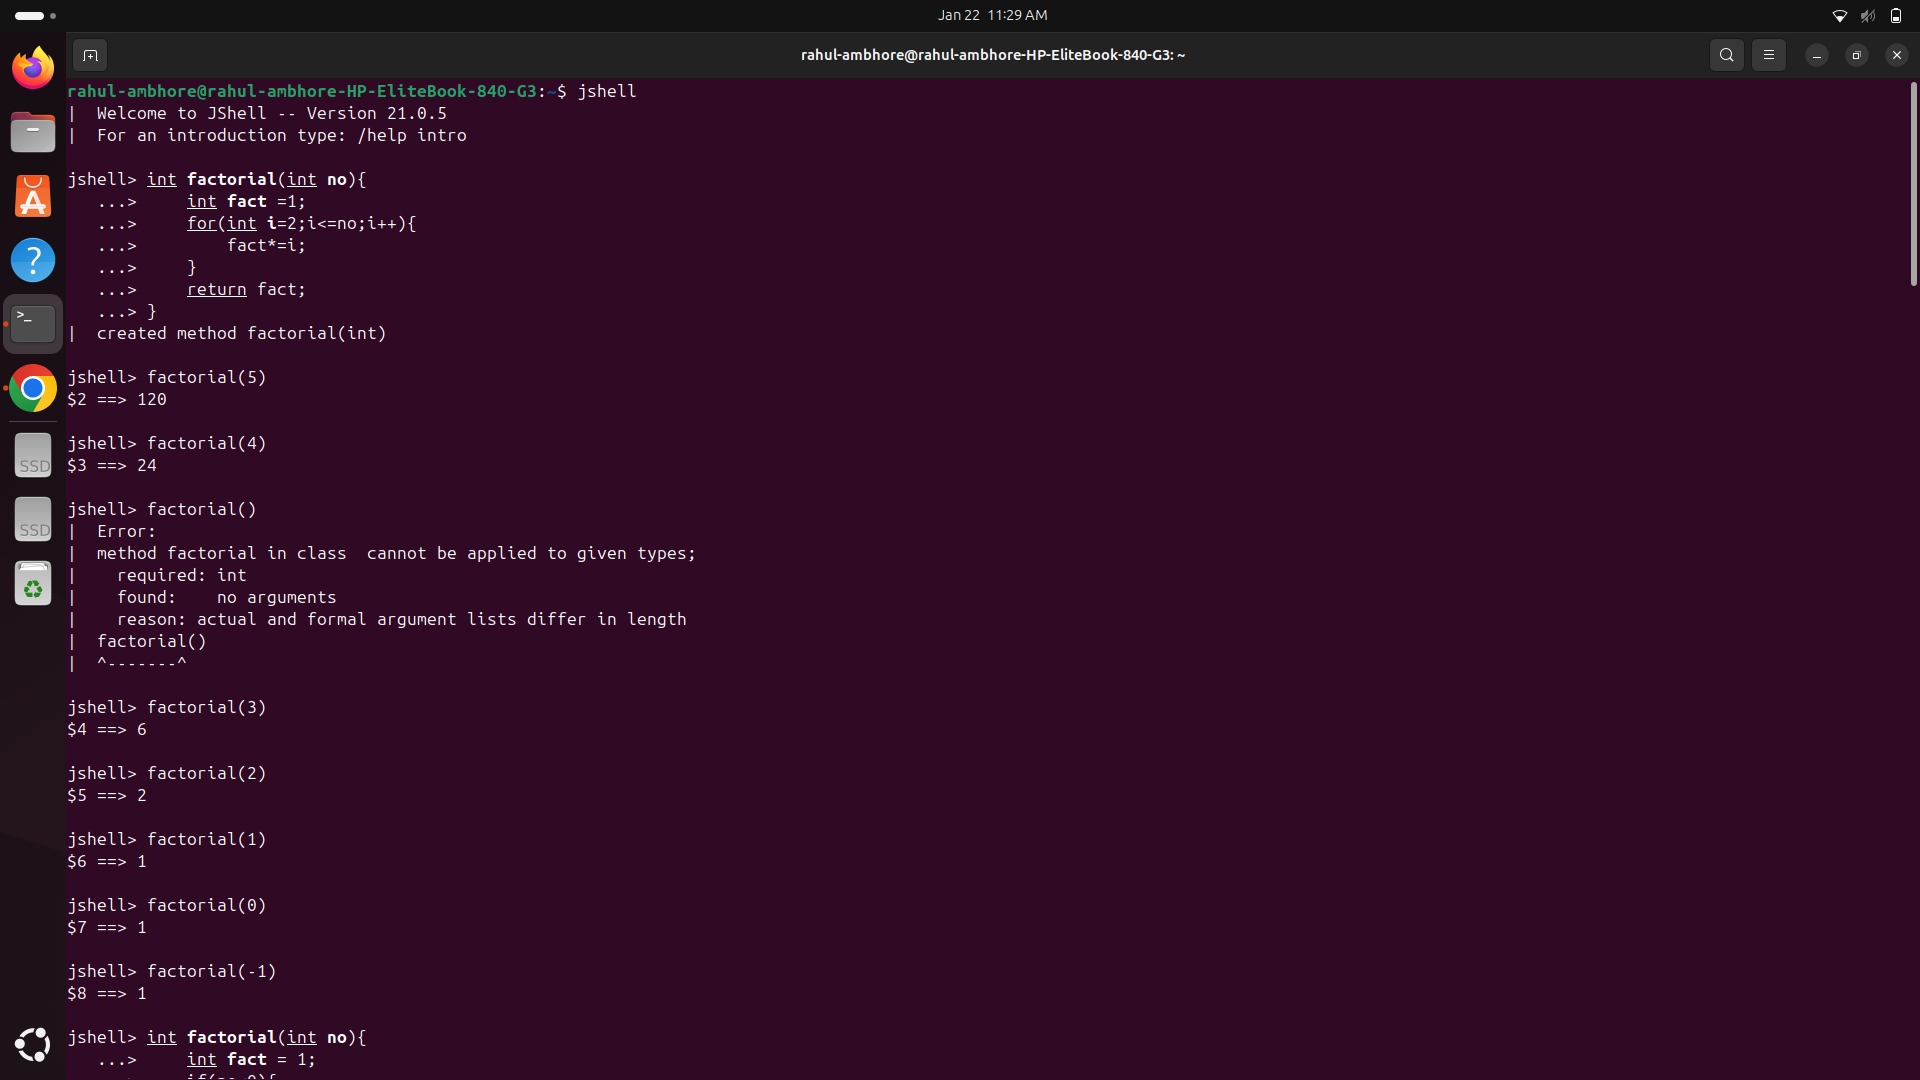 Jan 22 11:29 AM
rahul-ambhore@rahul-ambhore-HP-EliteBook-840-G3: ~
rahul-ambhore@rahul-ambhore-HP-EliteBook-840-G3:~$ jshell
|  Welcome to JShell -- Version 21.0.5
|  For an introduction type: /help intro
jshell> int factorial(int no){
   ...>     int fact =1;
   ...>     for(int i=2;i<=no;i++){
   ...>         fact*=i;
   ...>     }
   ...>     return fact;
   ...> }
|  created method factorial(int)
jshell> factorial(5)
$2 ==> 120
jshell> factorial(4)
$3 ==> 24
jshell> factorial()
|  Error:
|  method factorial in class  cannot be applied to given types;
|    required: int
|    found:    no arguments
|    reason: actual and formal argument lists differ in length
|  factorial()
|  ^-------^
jshell> factorial(3)
$4 ==> 6
jshell> factorial(2)
$5 ==> 2
jshell> factorial(1)
$6 ==> 1
jshell> factorial(0)
$7 ==> 1
jshell> factorial(-1)
$8 ==> 1
jshell> int factorial(int no){
   ...>     int fact = 1;
SSD
SSD